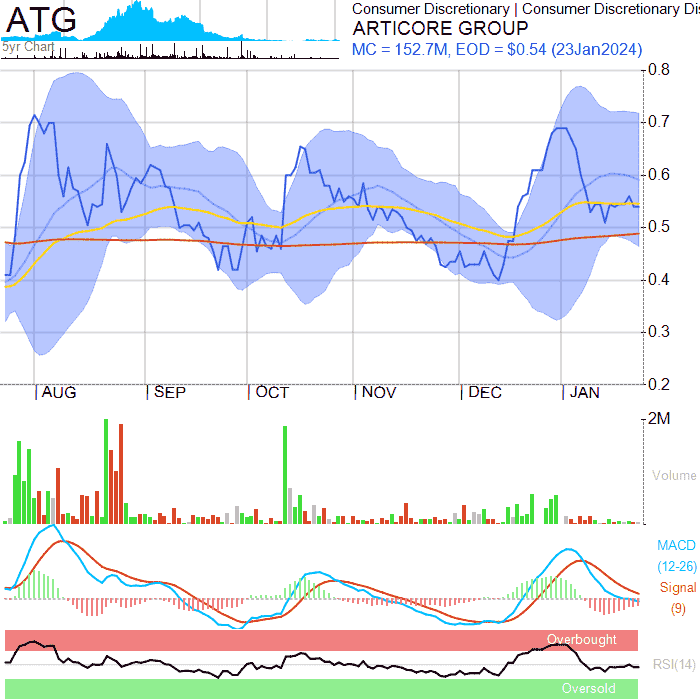 ATG
5yr Chart
Consumer Discretionary | Consumer Discretionary Dis
ARTICORE GROUP
MC = 152.7M, EOD = $0.54 (23Jan2024)
0.8
0.7
0.6
0.5
0.4
0.3
0.2
AUG SEP OCT NOV DEC JAN
2M
Volume
MACD
(12-26)
Signal
(9)
Overbought
RSI(14)
Oversold